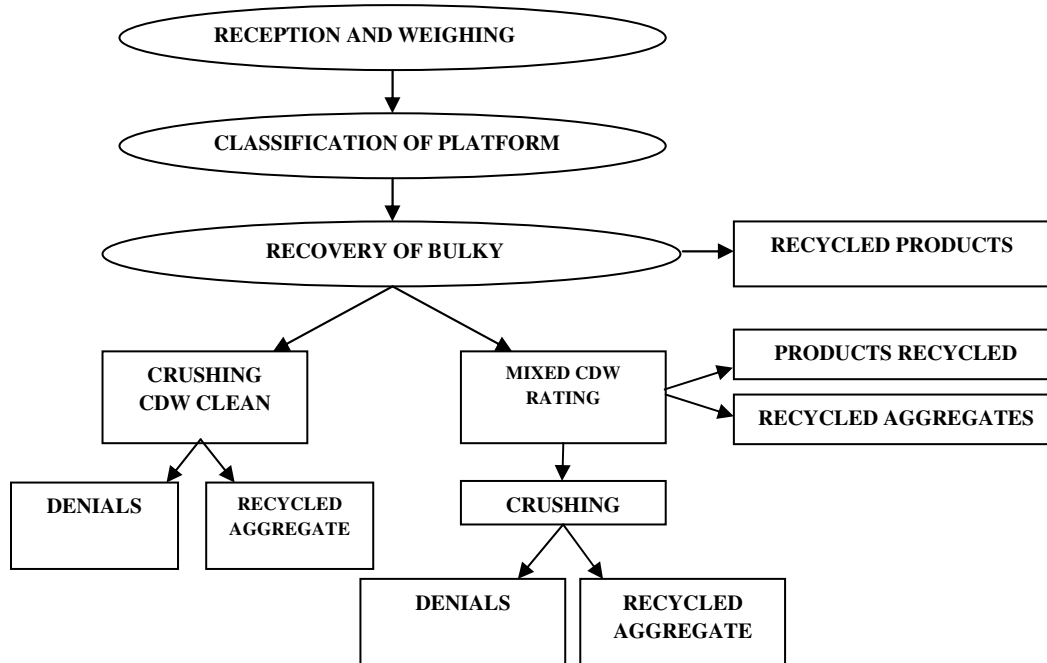 RECEPTION AND WEIGHING
CLASSIFICATION OF PLATFORM
RECOVERY OF BULKY
RECYCLED PRODUCTS
CRUSHING
CDW CLEAN
MIXED CDW
RATING
PRODUCTS RECYCLED
RECYCLED AGGREGATES
DENIALS
RECYCLED
AGGREGATE
CRUSHING
DENIALS
RECYCLED
AGGREGATE